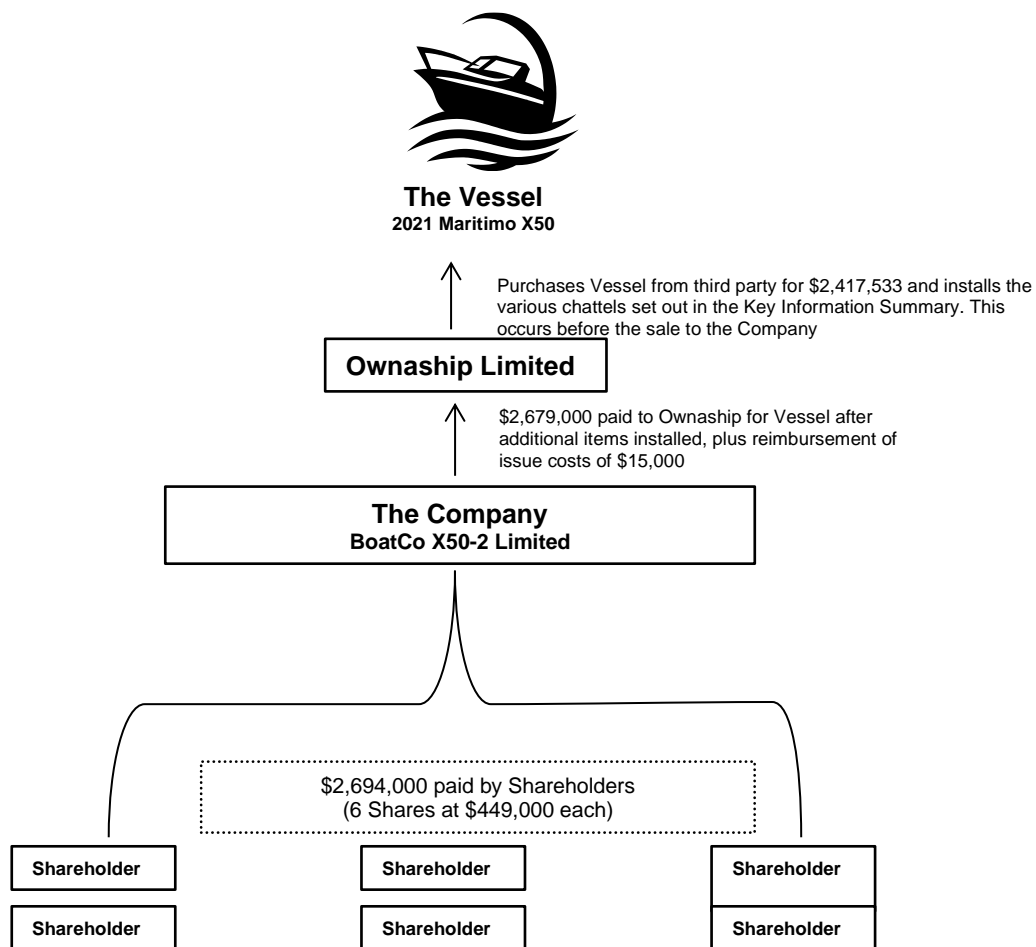 The Vessel
2021 Maritimo X50
Purchases Vessel from third party for $2,417,533 and installs the
various chattels set out in the Key Information Summary. This
occurs before the sale to the Company
Ownaship Limited
$2,679,000 paid to Ownaship for Vessel after
additional items installed, plus reimbursement of
issue costs of $15,000
The Company
BoatCo X50-2 Limited
$2,694,000 paid by Shareholders
(6 Shares at $449,000 each)
Shareholder
Shareholder
Shareholder
Shareholder
Shareholder
Shareholder